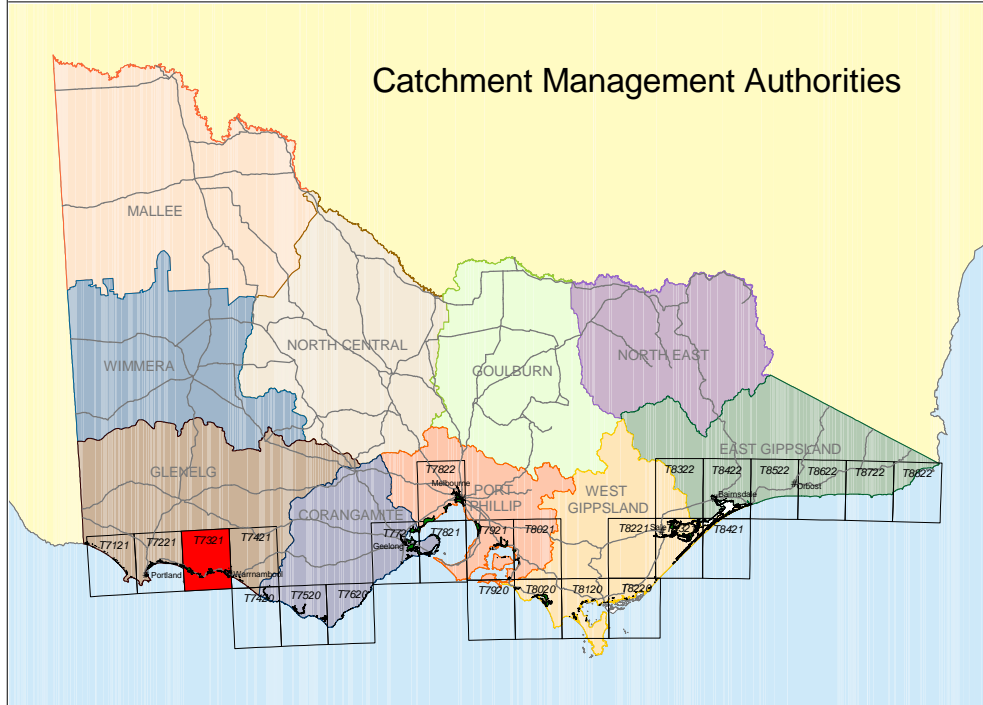 Catchment Management Authorities
MALLEE
WIMMERA
NORTH CENTRAL
GOULBURN
NORTH EAST
GLENELG
CORANGAMITE
PORT
PHILLIP
WEST
GIPPSLAND
EAST GIPPSLAND
T7822
Melbourne
T8322
T8422
T8522
T8622
T8722
T8822
Bairnsdale
Orbost
T7121
T7221
T7321
T7421
Portland
Warrnambool
Geelong
T7821
T7921
T8021
T8221
Sale
T8421
T7420
T7520
T7620
T7920
T8020
T8120
T8220